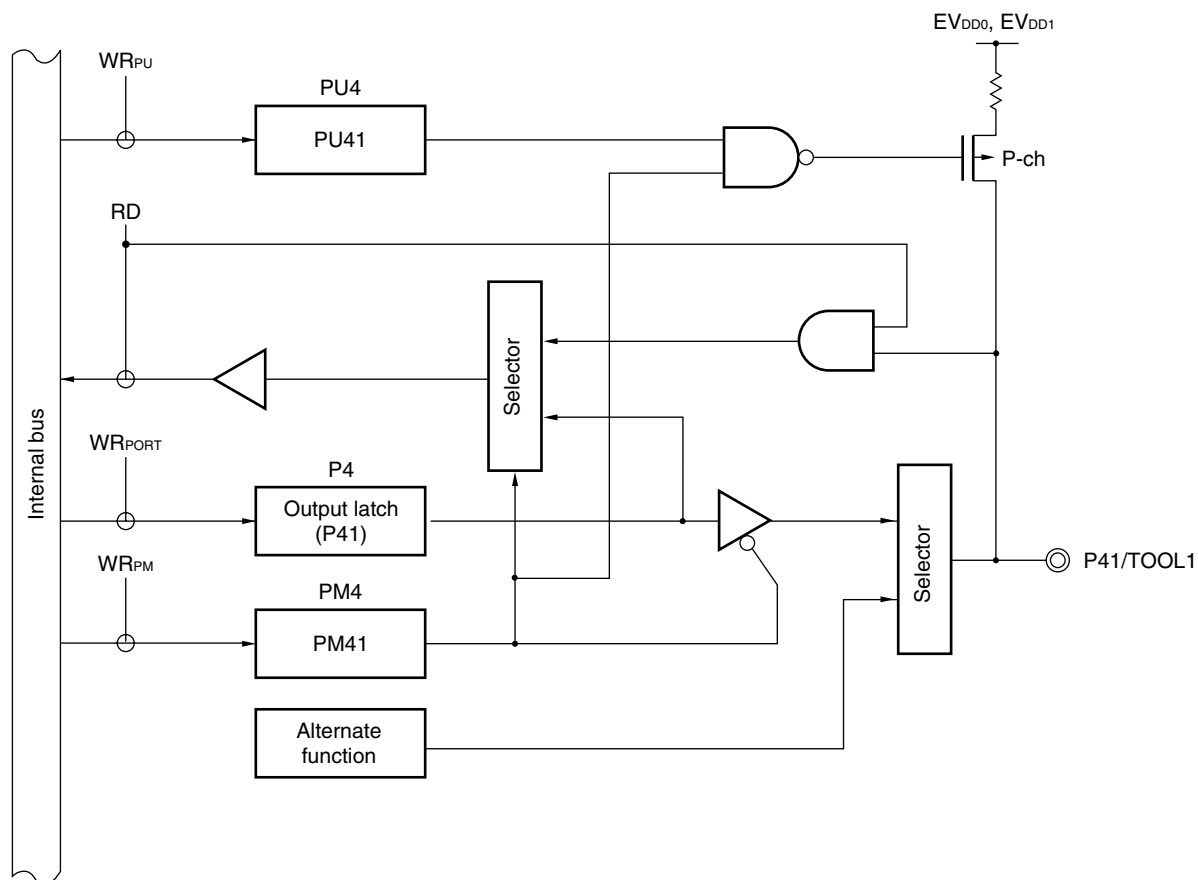 EVDD0, EVDD1
WRPU
PU4
PU41
P-ch
RD
Selector
Internal bus
WRPORT
P4
Output latch
(P41)
Selector
P41/TOOL1
WRPM
PM4
PM41
Alternate
function